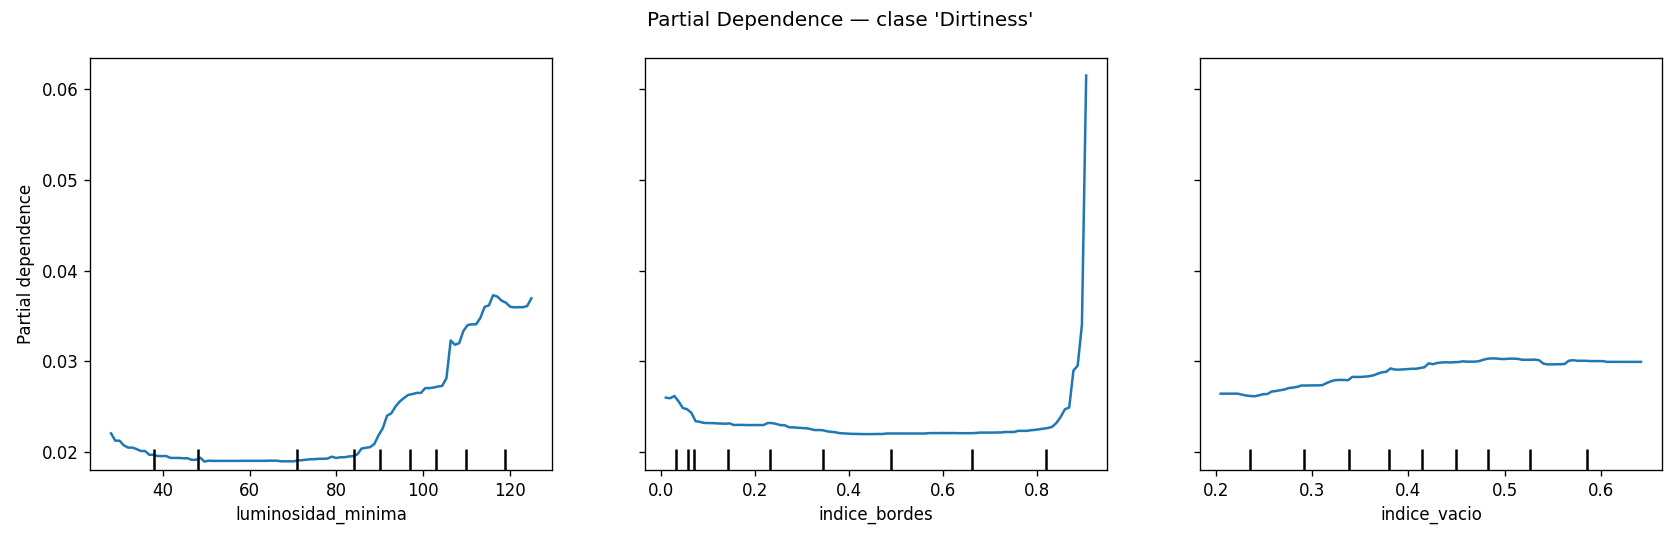 Partial Dependence — clase 'Dirtiness'
Partial dependence
0.06
0.05
0.04
0.03
0.02
40 60 80 100 120
luminosidad_minima
0.0 0.2 0.4 0.6 0.8
indice_bordes
0.2 0.3 0.4 0.5 0.6
indice_vacio